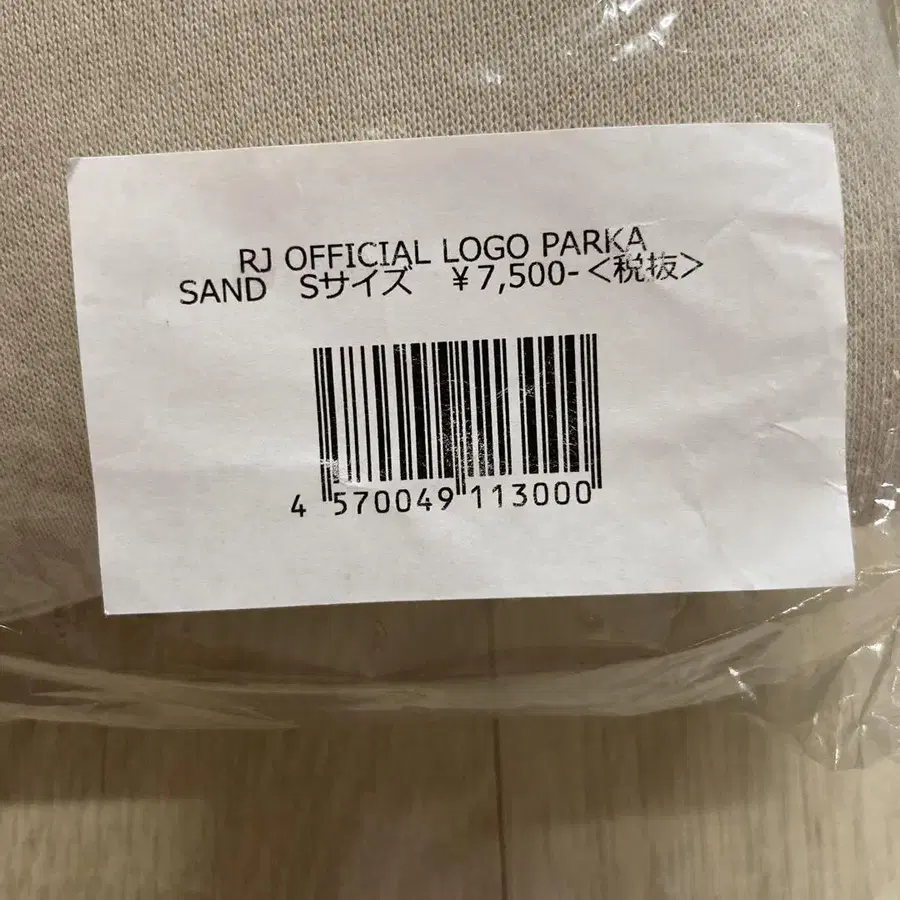 RJ OFFICIAL LOGO PARKA
SAND Sサイズ ¥7,500-<税抜>
4 570049 113000